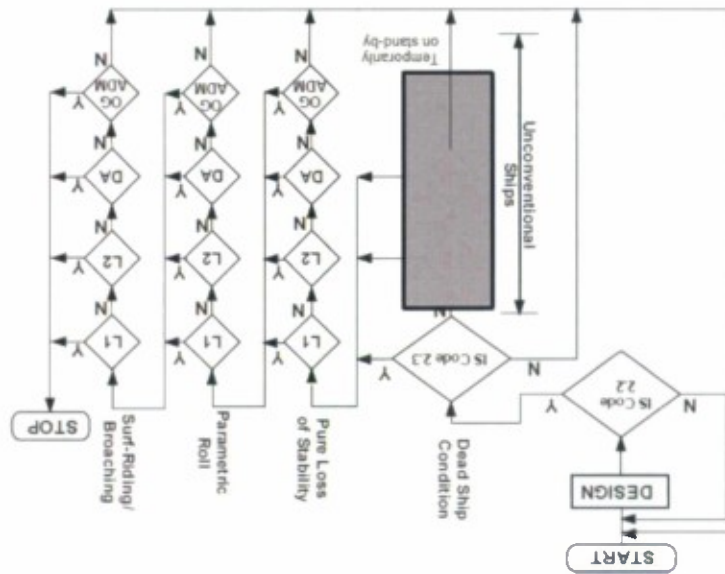 START
DESIGN
IS Code
2.2
N
Y
Dead Ship
Condition
IS Code 2.3
N
Y
N
Unconventional
Ships
Temporarily
on stand-by
Pure Loss
of Stability
L1
Y
N
L2
Y
N
DA
Y
N
OG
ADM
Y
N
Parametric
Roll
L1
Y
N
L2
Y
N
DA
Y
N
OG
ADM
Y
N
Surf-Riding/
Broaching
L1
Y
N
L2
Y
N
DA
Y
N
OG
ADM
Y
N
STOP